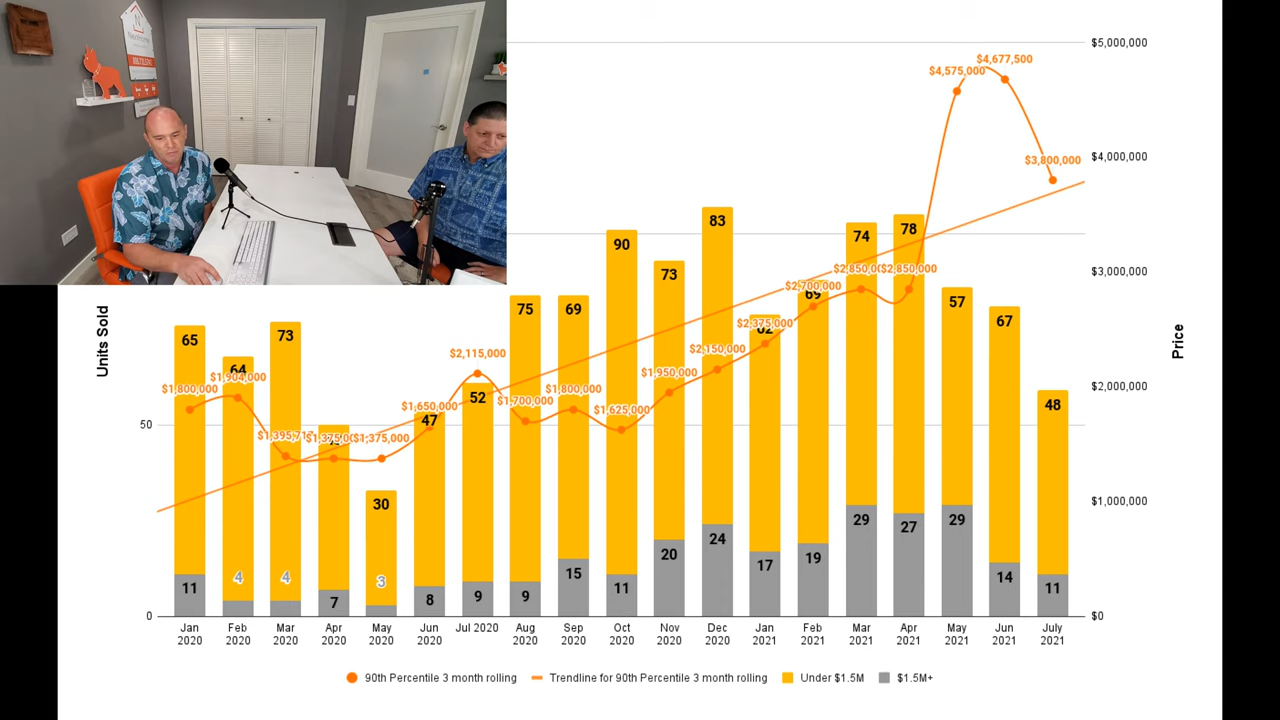 $5,000,000
$4,677,500
$4,575,000
$4,000,000
$3,800,000
83
78
74
90
$3,000,000
$2,850,000
73
$2,700,000
69
57
75
69
67
$2,375,000
65
73
$2,150,000
$2,115,000
64
$1,904,000
$2,000,000
$1,800,000
$1,950,000
$1,800,000
$1,700,000
52
48
$1,650,000
$1,625,000
47
50
$1,375,000
30
$1,000,000
29
27
29
24
20
19
17
15
14
11
4
4
3
7
8
9
9
11
11
0
$0
Units Sold
Price
Jan 2020
Feb 2020
Mar 2020
Apr 2020
May 2020
Jun 2020
Jul 2020
Aug 2020
Sep 2020
Oct 2020
Nov 2020
Dec 2020
Jan 2021
Feb 2021
Mar 2021
Apr 2021
May 2021
Jun 2021
July 2021
90th Percentile 3 month rolling
Trendline for 90th Percentile 3 month rolling
Under $1.5M
$1.5M+